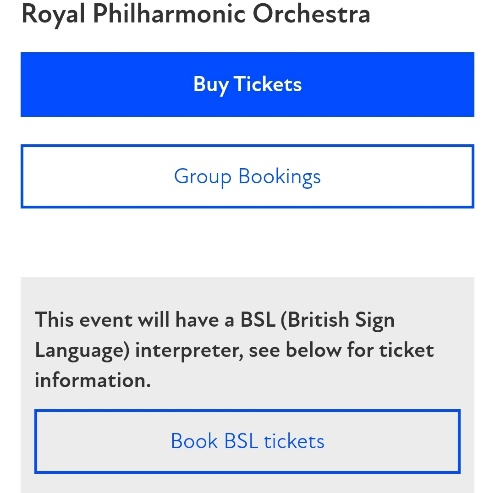 Royal Philharmonic Orchestra
Buy Tickets
Group Bookings
This event will have a BSL (British Sign
Language) interpreter, see below for ticket
information.
Book BSL tickets